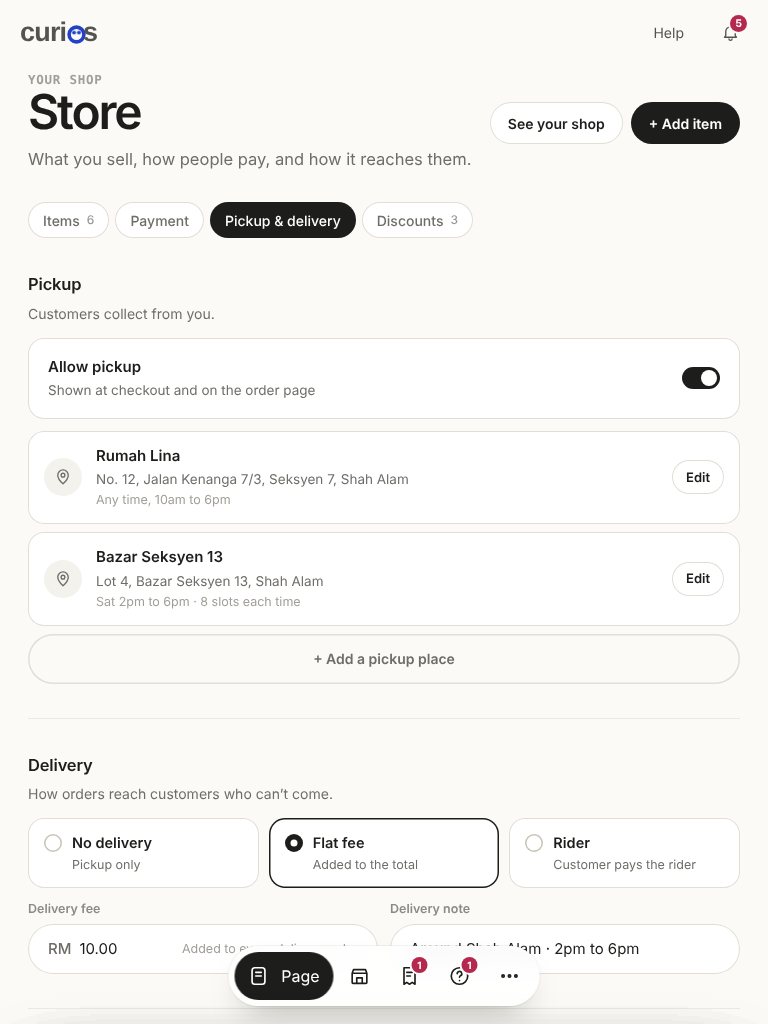 curios
Help
5
YOUR SHOP
Store
See your shop
+ Add item
What you sell, how people pay, and how it reaches them.
Items 6
Payment
Pickup & delivery
Discounts 3
Pickup
Customers collect from you.
Allow pickup
Shown at checkout and on the order page
Rumah Lina
No. 12, Jalan Kenanga 7/3, Seksyen 7, Shah Alam
Any time, 10am to 6pm
Edit
Bazar Seksyen 13
Lot 4, Bazar Seksyen 13, Shah Alam
Sat 2pm to 6pm · 8 slots each time
Edit
+ Add a pickup place
Delivery
How orders reach customers who can't come.
No delivery
Pickup only
Flat fee
Added to the total
Rider
Customer pays the rider
Delivery fee
Delivery note
RM 10.00
Added to
Shah Alam · 2pm to 6pm
Page
1
1